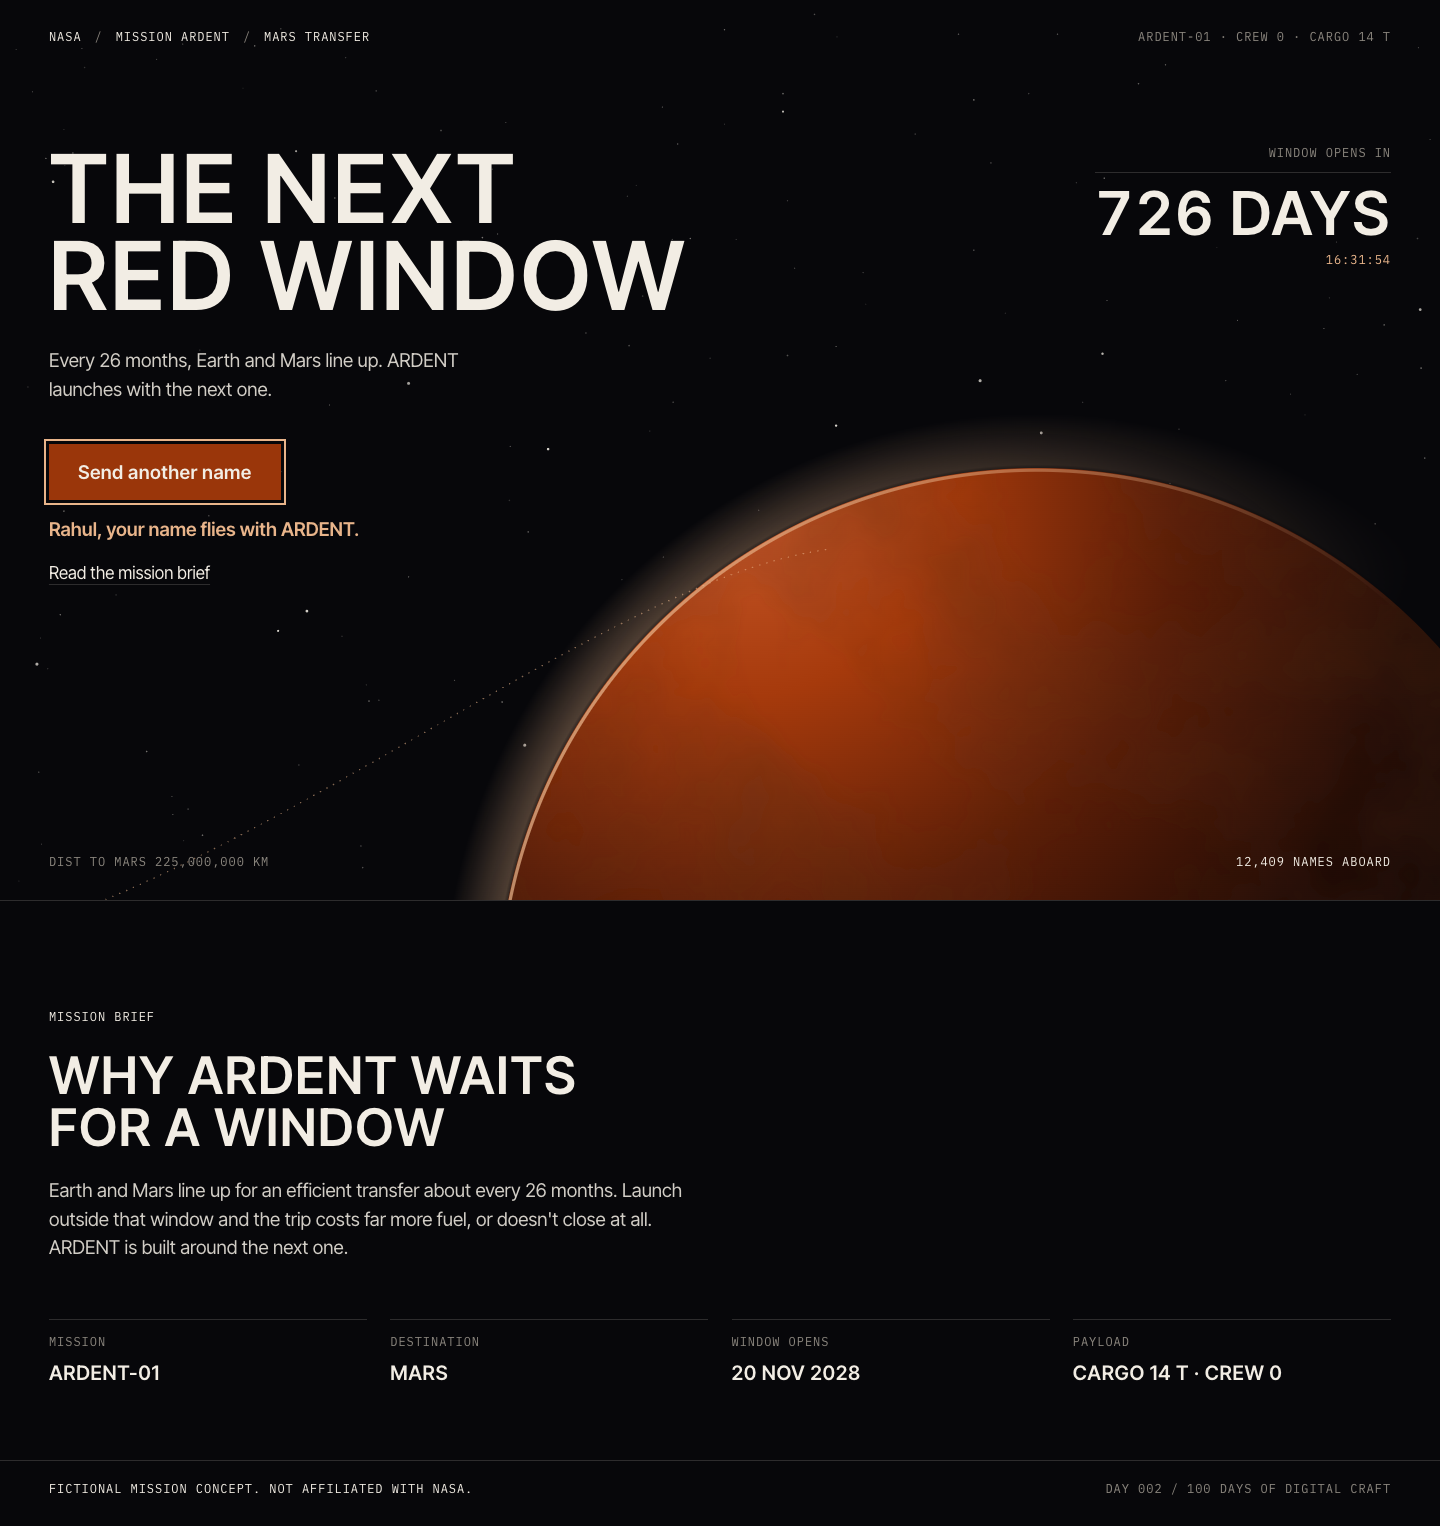 NASA / MISSION ARDENT / MARS TRANSFER
ARDENT-01 · CREW 0 · CARGO 14 T
THE NEXT
RED WINDOW
WINDOW OPENS IN
726 DAYS
16:31:54
Every 26 months, Earth and Mars line up. ARDENT
launches with the next one.
Send another name
Rahul, your name flies with ARDENT.
Read the mission brief
DIST TO MARS 225,000,000 KM
12,409 NAMES ABOARD
MISSION BRIEF
WHY ARDENT WAITS
FOR A WINDOW
Earth and Mars line up for an efficient transfer about every 26 months. Launch
outside that window and the trip costs far more fuel, or doesn't close at all.
ARDENT is built around the next one.
MISSION
ARDENT-01
DESTINATION
MARS
WINDOW OPENS
20 NOV 2028
PAYLOAD
CARGO 14 T · CREW 0
FICTIONAL MISSION CONCEPT. NOT AFFILIATED WITH NASA.
DAY 002 / 100 DAYS OF DIGITAL CRAFT